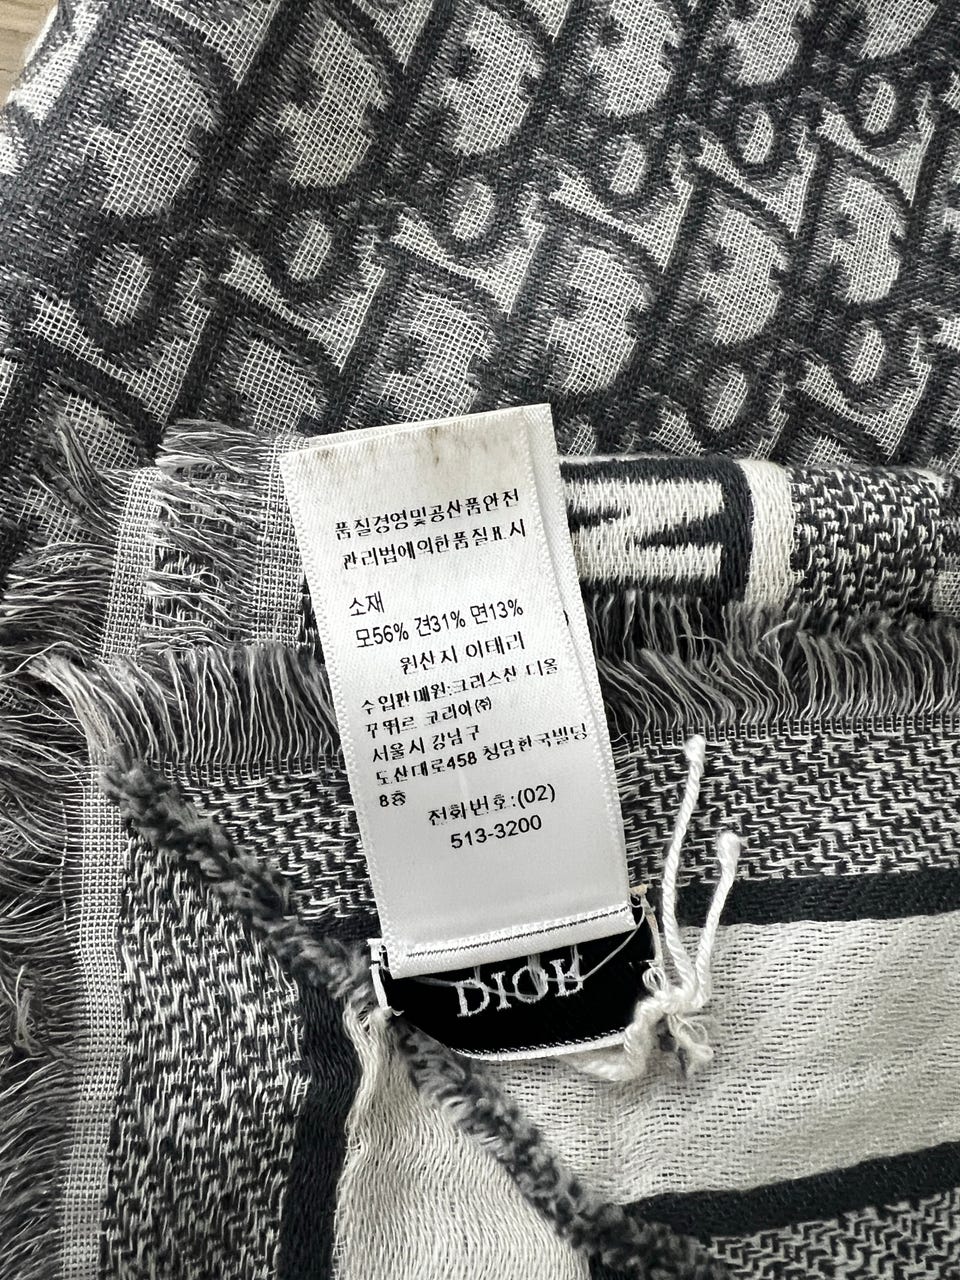 품질경영및공산품안전
관리법에의한품질표시
소재
모56% 견31% 면13%
원산지 이태리
수입판매원:크리스챤 디올
꾸뛰르 코리아㈜
서울시 강남구
도산대로458 청담한국빌딩
8층
전화번호:(02)
513-3200
DIOR